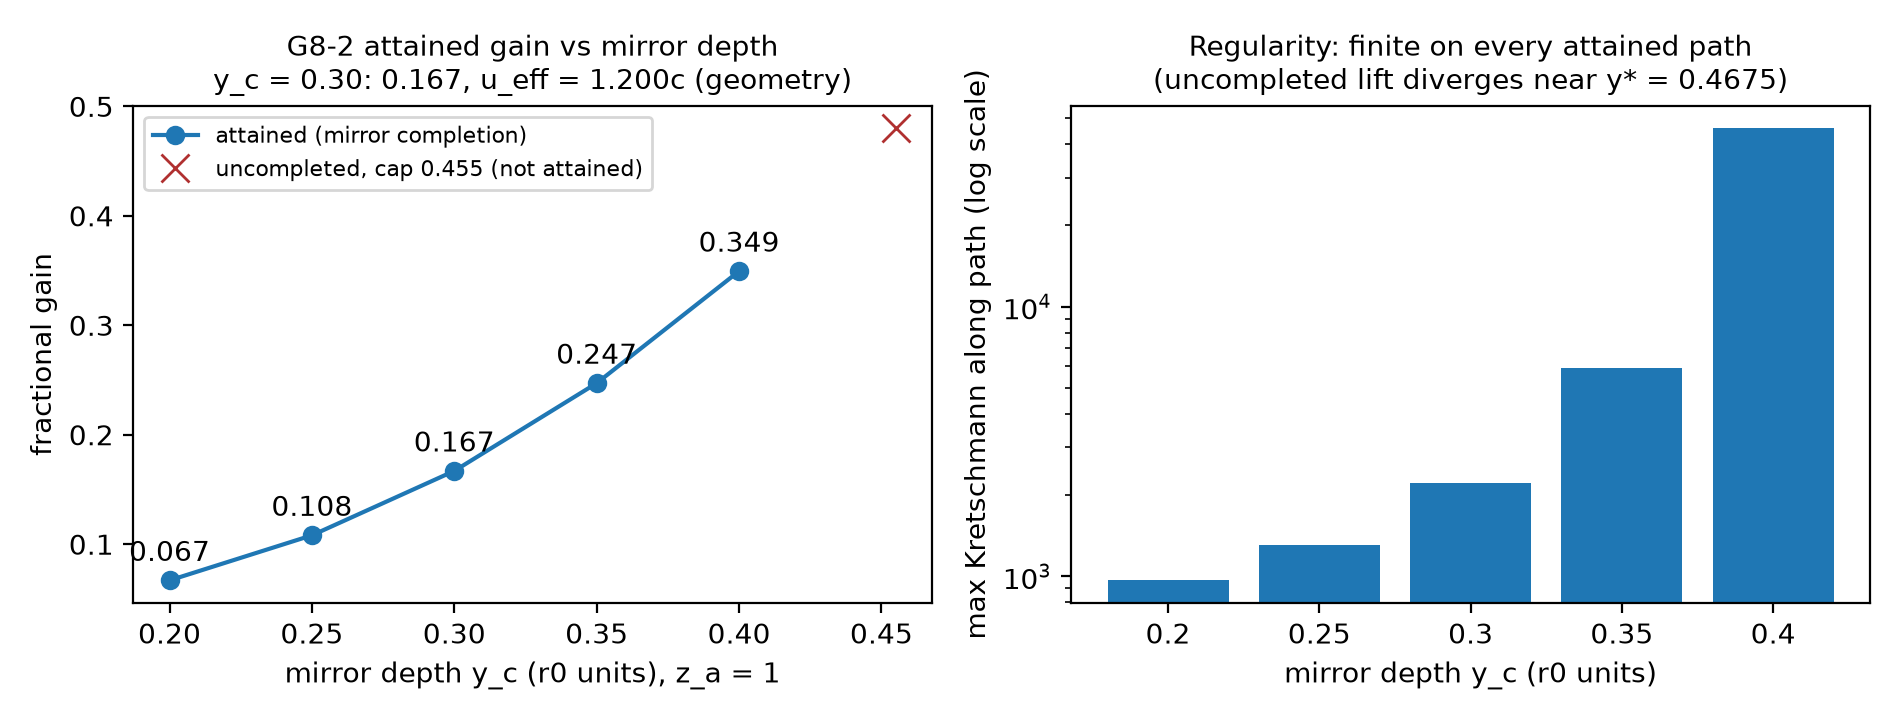 G8-2 attained gain vs mirror depth
y_c = 0.30: 0.167, u_eff = 1.200c (geometry)
0.5
0.4
0.3
0.2
0.1
fractional gain
attained (mirror completion)
uncompleted, cap 0.455 (not attained)
0.067
0.108
0.167
0.247
0.349
0.20 0.25 0.30 0.35 0.40 0.45
mirror depth y_c (r0 units), z_a = 1
Regularity: finite on every attained path
(uncompleted lift diverges near y* = 0.4675)
max Kretschmann along path (log scale)
10⁴
10³
0.2 0.25 0.3 0.35 0.4
mirror depth y_c (r0 units)